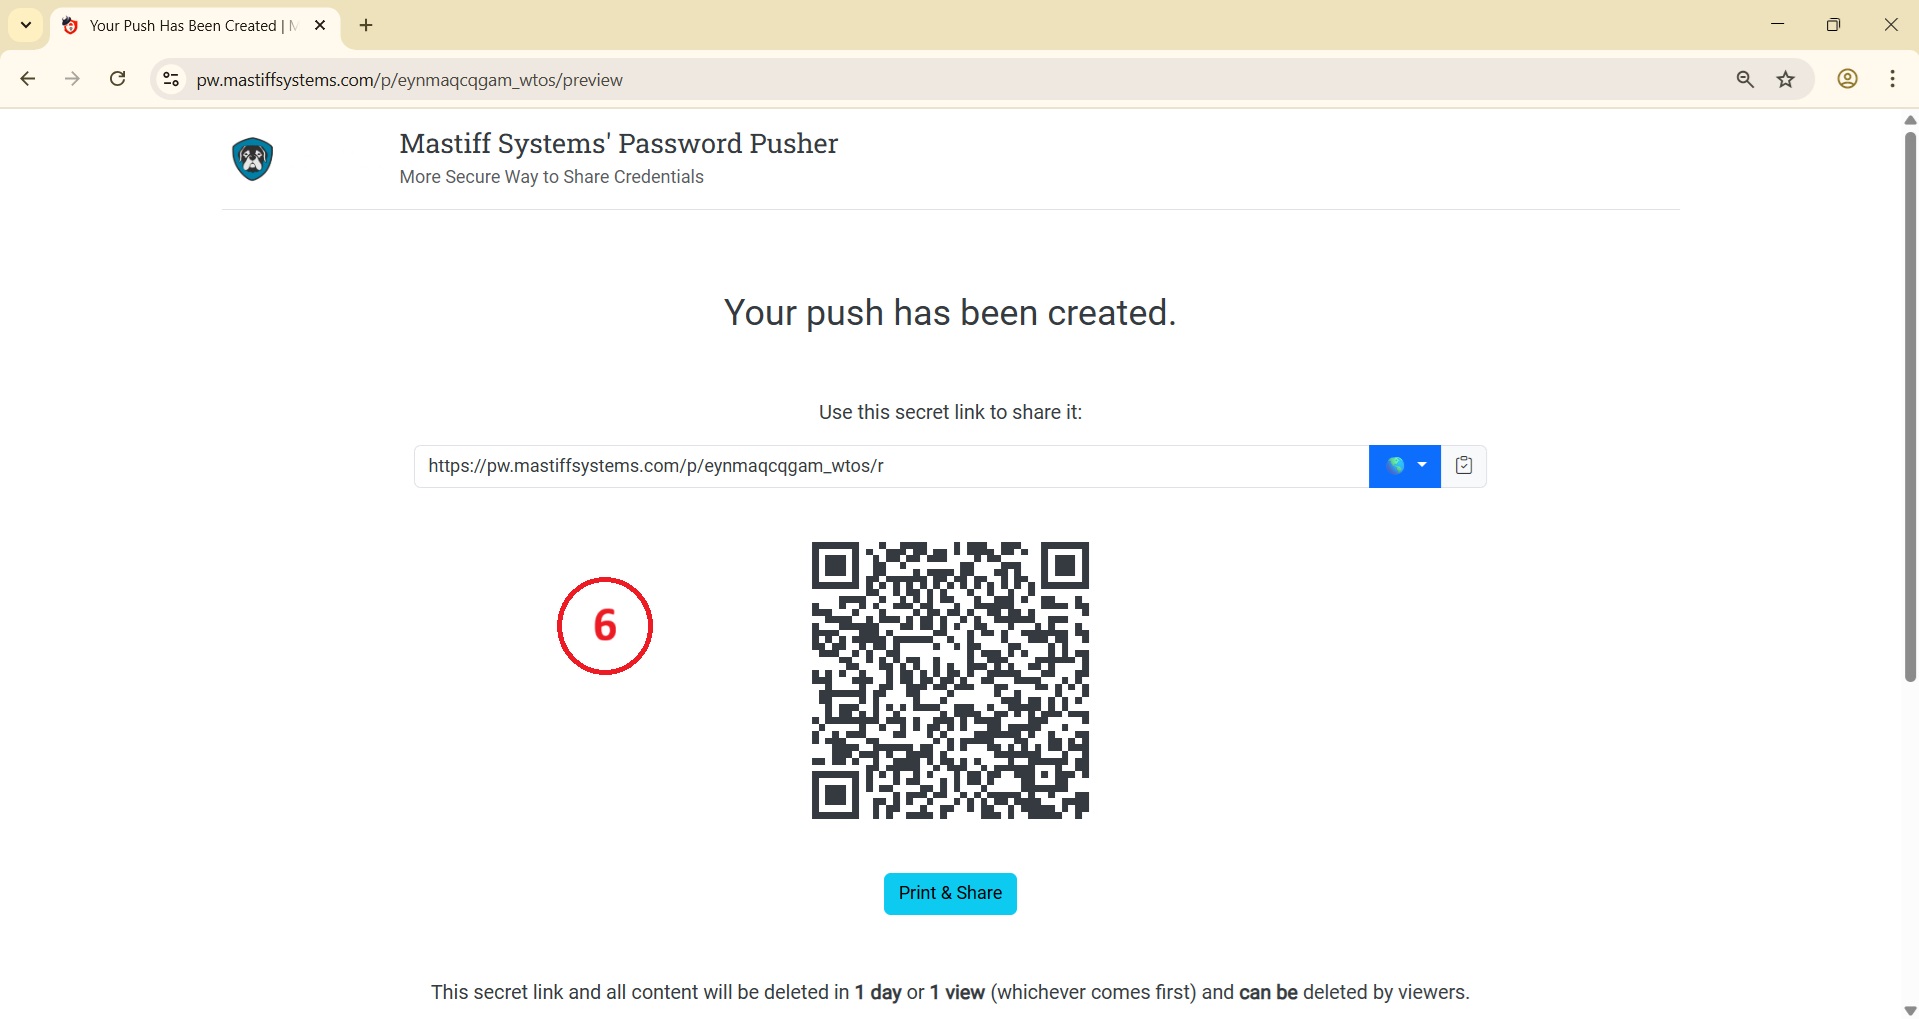 Your Push Has Been Created | M
pw.mastiffsystems.com/p/eynmaqcqgam_wtos/preview
Mastiff Systems' Password Pusher
More Secure Way to Share Credentials
Your push has been created.
Use this secret link to share it:
https://pw.mastiffsystems.com/p/eynmaqcqgam_wtos/r
6
Print & Share
This secret link and all content will be deleted in 1 day or 1 view (whichever comes first) and can be deleted by viewers.